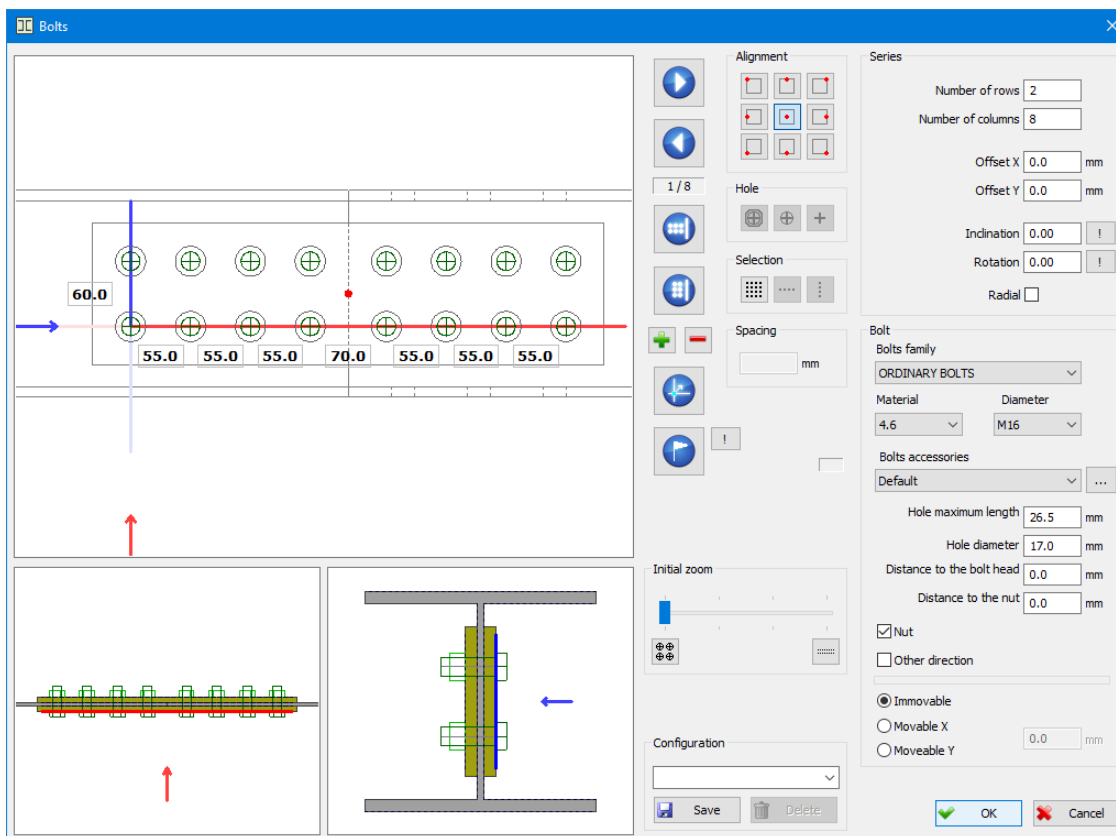 Bolts
60.0
55.0 55.0 55.0 70.0 55.0 55.0 55.0
1 / 8
!
Alignment
Hole
Selection
Spacing
mm
Initial zoom
Configuration
Save Delete
Series
Number of rows 2
Number of columns 8
Offset X 0.0 mm
Offset Y 0.0 mm
Inclination 0.00 !
Rotation 0.00 !
Radial
Bolt
Bolts family
ORDINARY BOLTS
Material Diameter
4.6 M16
Bolts accessories
Default ...
Hole maximum length 26.5 mm
Hole diameter 17.0 mm
Distance to the bolt head 0.0 mm
Distance to the nut 0.0 mm
Nut
Other direction
Immovable
Movable X
Moveable Y 0.0 mm
OK Cancel